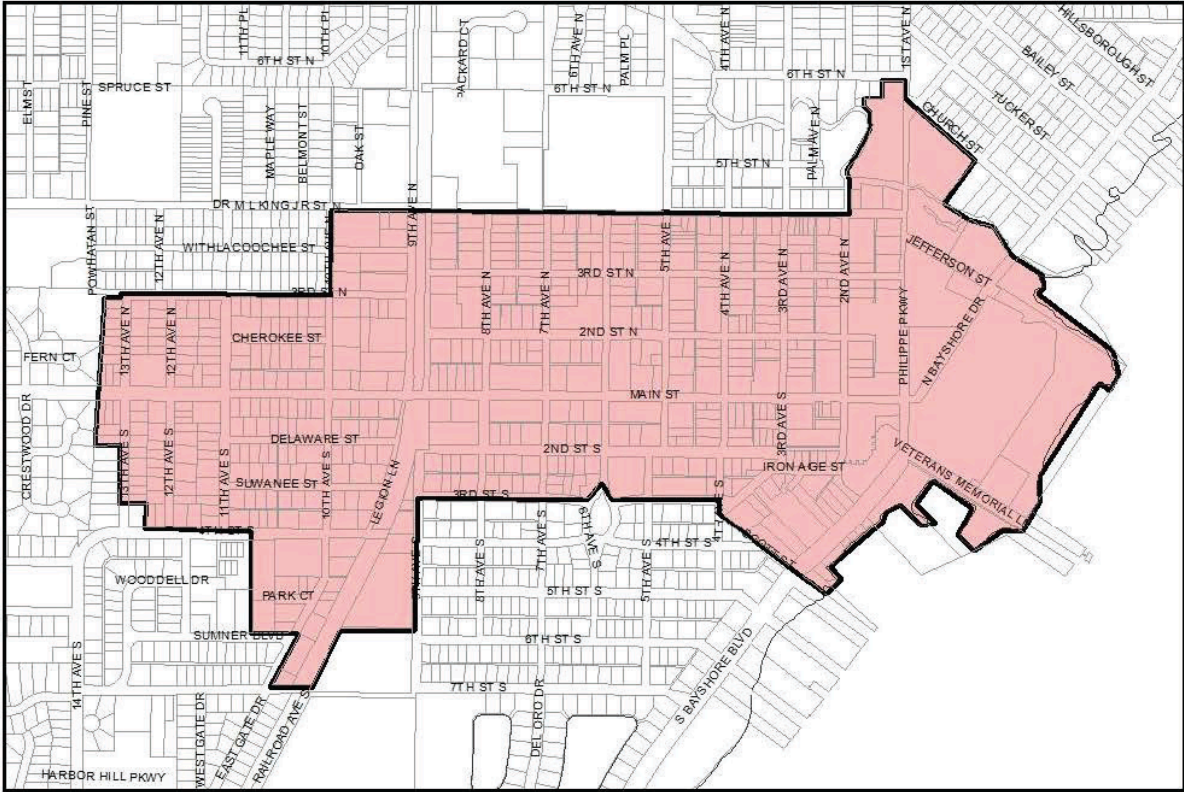 11TH PL
10TH PL
PACKARD CT
6TH AVE N
PALM PL
4TH AVE N
1ST AVE N
HILLSBOROUGH ST
BAILEY ST
6TH ST N
6TH ST N
6TH ST N
SPRUCE ST
ELM ST
PINE ST
MAPLE WAY
BELMONT ST
OAK ST
TUCKER ST
CHURCH ST
PALM AVE N
5TH ST N
DR M L KING JR ST N
9TH AVE N
5TH AVE
POWHATAN ST
12TH AVE N
WITHLACOOCHEE ST
10TH AVE N
3RD ST N
3RD ST N
8TH AVE N
7TH AVE N
4TH AVE N
3RD AVE N
2ND AVE N
JEFFERSON ST
PHILIPPE PKWY
N BAYSHORE DR
13TH AVE N
12TH AVE N
CHEROKEE ST
2ND ST N
FERN CT
MAIN ST
CRESTWOOD DR
DELAWARE ST
2ND ST S
3RD AVE S
IRON AGE ST
VETERANS MEMORIAL L
13TH AVE S
12TH AVE S
11TH AVE S
SUWANEE ST
10TH AVE S
LEGION LN
3RD ST S
4TH ST S
6TH AVE S
7TH AVE S
8TH AVE S
5TH AVE S
4TH ST S
WOODDELL DR
PARK CT
5TH ST S
SUMNER BLVD
6TH ST S
7TH ST S
S BAYSHORE BLVD
14TH AVE S
WEST GATE DR
EAST GATE DR
RAILROAD AVE S
DEL ORO DR
HARBOR HILL PKWY